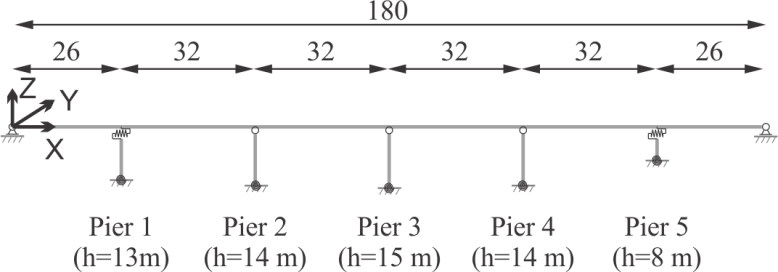 180
26 32 32 32 32 26
Z
Y
X
Pier 1 Pier 2 Pier 3 Pier 4 Pier 5
(h=13m) (h=14 m) (h=15 m) (h=14 m) (h=8 m)